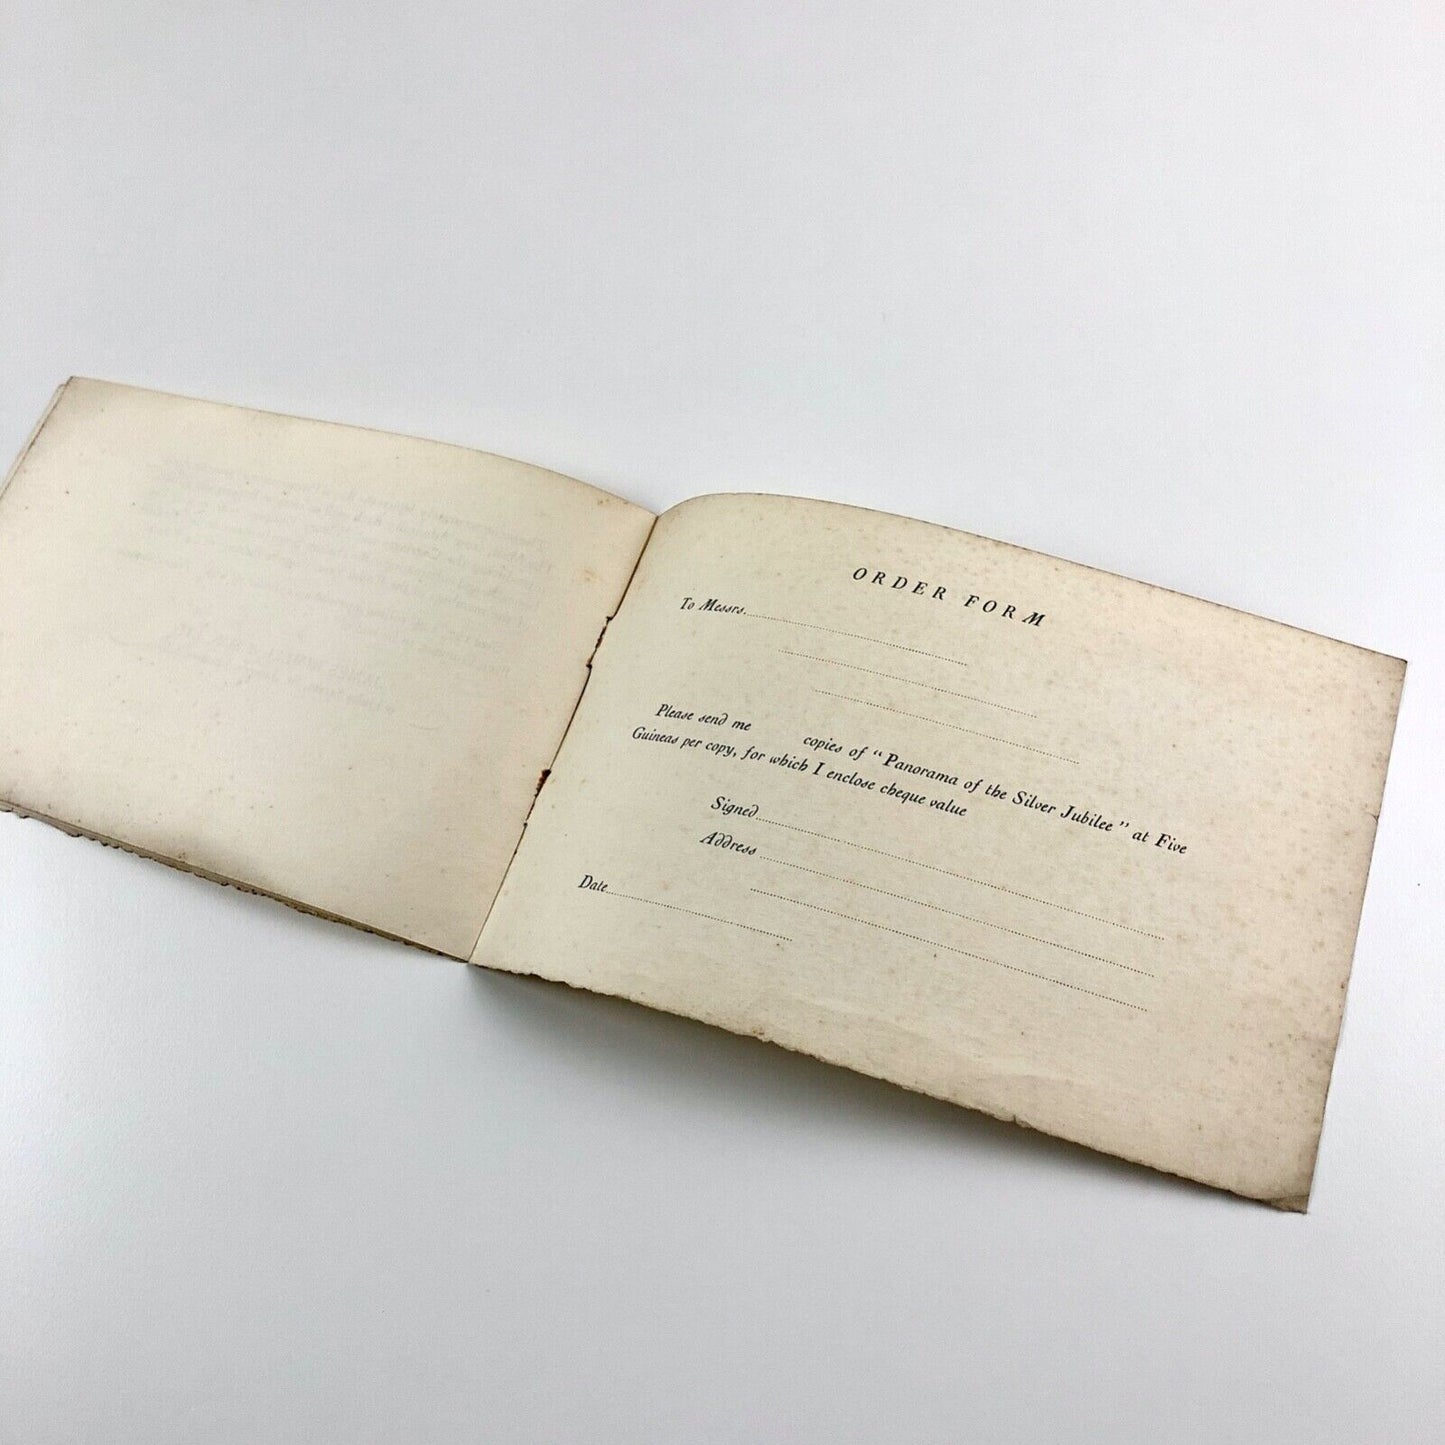 ORDER FORM
To Messrs.
Please send me copies of “Panorama of the Silver Jubilee” at Five
Guineas per copy, for which I enclose cheque value
Signed
Address
Date